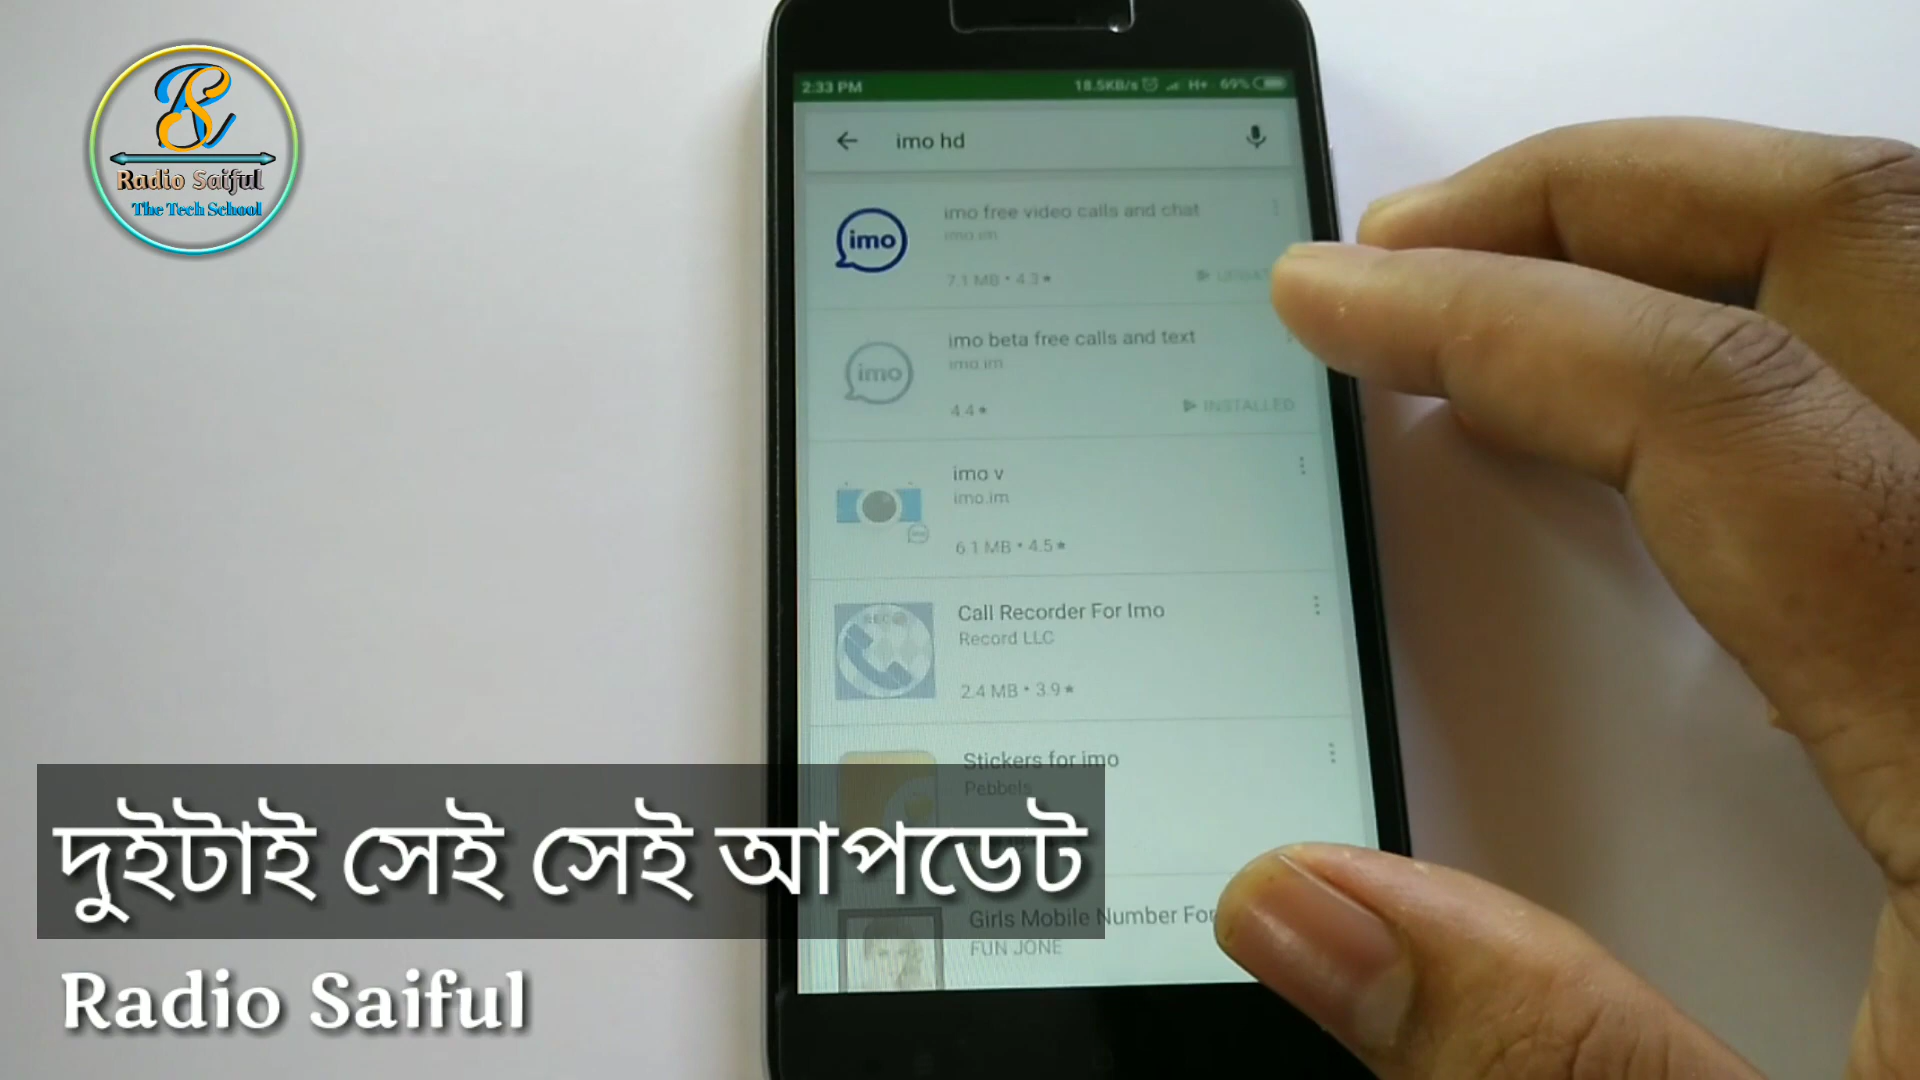 RS
Radio Saiful
The Tech School
2:33 PM 18.5KB/s H+ 69%
imo hd
imo
imo free video calls and chat
imo.im
7.1 MB • 4.3★
imo
imo beta free calls and text
imo.im
4.4★
INSTALLED
imo v
imo.im
6.1 MB • 4.5★
Call Recorder For Imo
Record LLC
2.4 MB • 3.9★
Stickers for imo
Pebbels
দুইটাই সেই সেই আপডেট
Girls Mobile Number For
FUN JONE
Radio Saiful